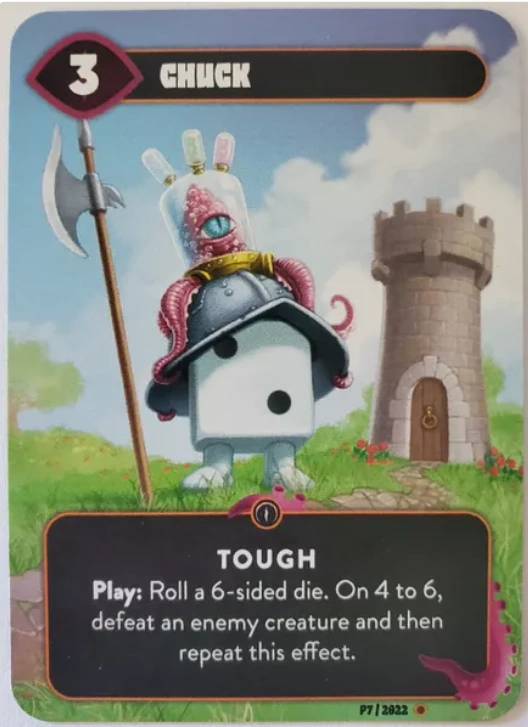 3 CHUCK
TOUGH
Play: Roll a 6-sided die. On 4 to 6,
defeat an enemy creature and then
repeat this effect.
P7 / 2022